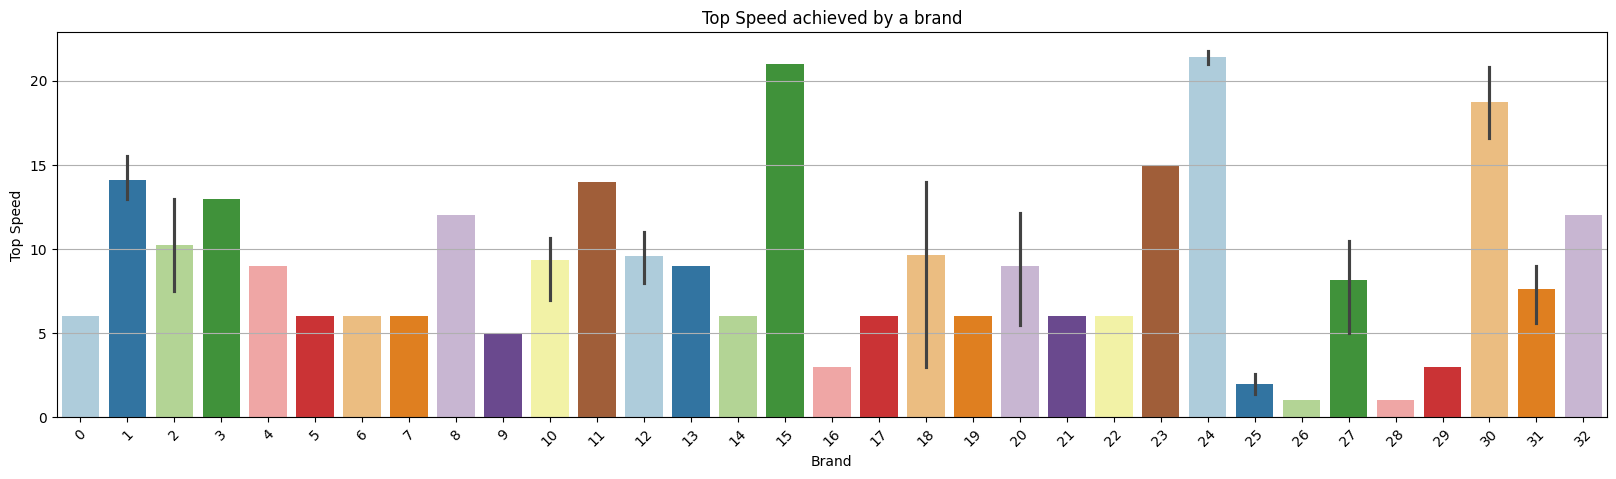 Top Speed achieved by a brand
Top Speed
20
15
10
5
0
0 1 2 3 4 5 6 7 8 9 10 11 12 13 14 15 16 17 18 19 20 21 22 23 24 25 26 27 28 29 30 31 32
Brand